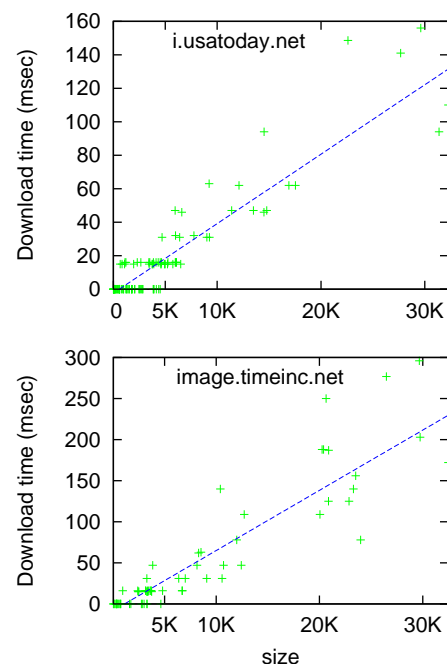 i.usatoday.net
Download time (msec)
160
140
120
100
80
60
40
20
0
0
5K
10K
20K
30K
image.timeinc.net
Download time (msec)
300
250
200
150
100
50
0
5K
10K
20K
30K
size